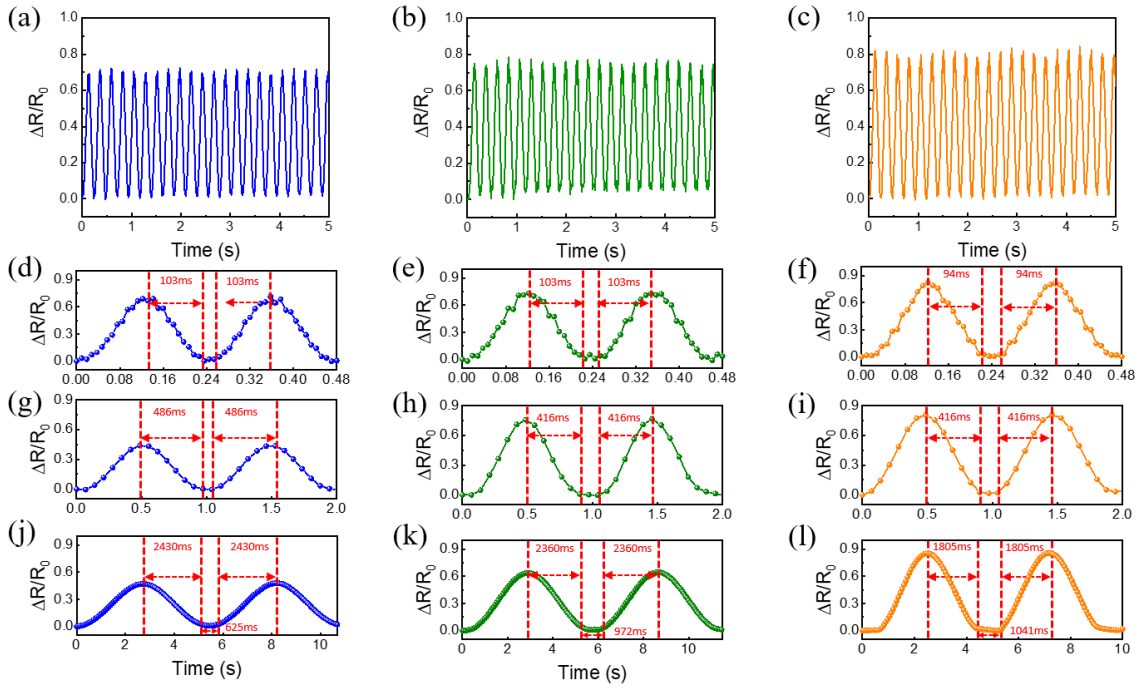 (a)
1.0
0.8
0.6
0.4
0.2
0.0
ΔR/R₀
0 1 2 3 4 5
Time (s)
(b)
1.0
0.8
0.6
0.4
0.2
0.0
ΔR/R₀
0 1 2 3 4 5
Time (s)
(c)
1.0
0.8
0.6
0.4
0.2
0.0
ΔR/R₀
0 1 2 3 4 5
Time (s)
(d)
0.9
0.6
0.3
0.0
ΔR/R₀
103ms 103ms
0.00 0.08 0.16 0.24 0.32 0.40 0.48
(e)
0.9
0.6
0.3
0.0
ΔR/R₀
103ms 103ms
0.00 0.08 0.16 0.24 0.32 0.40 0.48
(f)
0.9
0.6
0.3
0.0
ΔR/R₀
94ms 94ms
0.00 0.08 0.16 0.24 0.32 0.40 0.48
(g)
0.9
0.6
0.3
0.0
ΔR/R₀
486ms 486ms
0.0 0.5 1.0 1.5 2.0
(h)
0.9
0.6
0.3
0.0
ΔR/R₀
416ms 416ms
0.0 0.5 1.0 1.5 2.0
(i)
0.9
0.6
0.3
0.0
ΔR/R₀
416ms 416ms
0.0 0.5 1.0 1.5 2.0
(j)
0.9
0.6
0.3
0.0
ΔR/R₀
2430ms 2430ms
625ms
0 2 4 6 8 10
Time (s)
(k)
0.9
0.6
0.3
0.0
ΔR/R₀
2360ms 2360ms
972ms
0 2 4 6 8 10
Time (s)
(l)
0.9
0.6
0.3
0.0
ΔR/R₀
1805ms 1805ms
1041ms
0 2 4 6 8 10
Time (s)